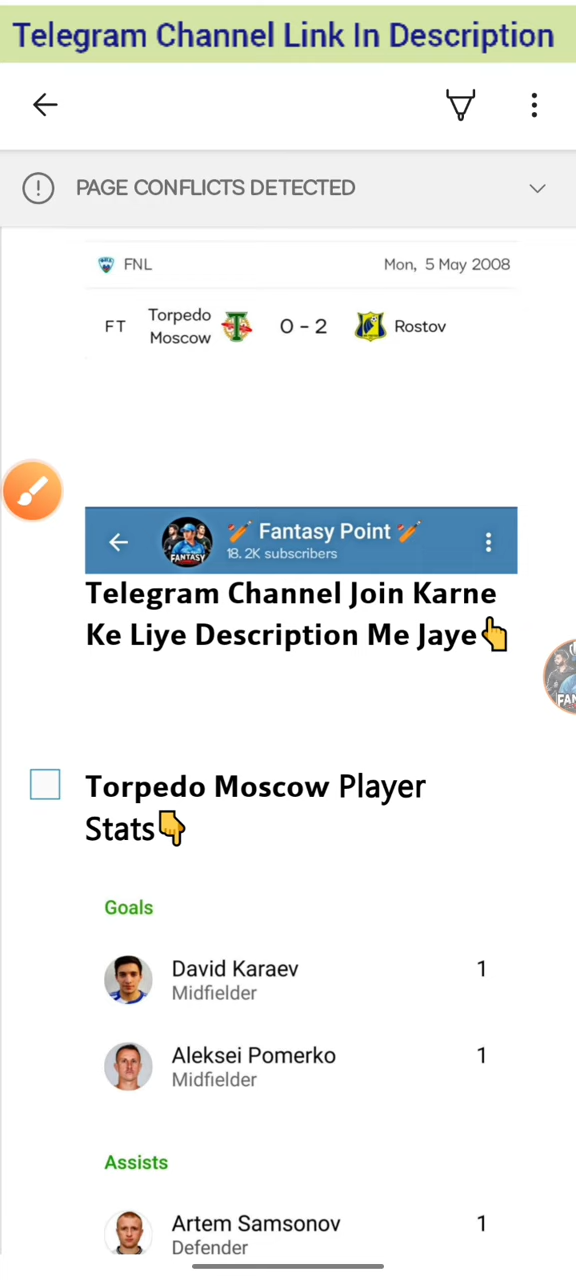 Telegram Channel Link In Description
PAGE CONFLICTS DETECTED
FNL
Mon, 5 May 2008
FT Torpedo Moscow 0 - 2 Rostov
Fantasy Point
18.2K subscribers
FANTASY
Telegram Channel Join Karne
Ke Liye Description Me Jaye
FAN
Torpedo Moscow Player
Stats
Goals
David Karaev 1
Midfielder
Aleksei Pomerko 1
Midfielder
Assists
Artem Samsonov 1
Defender